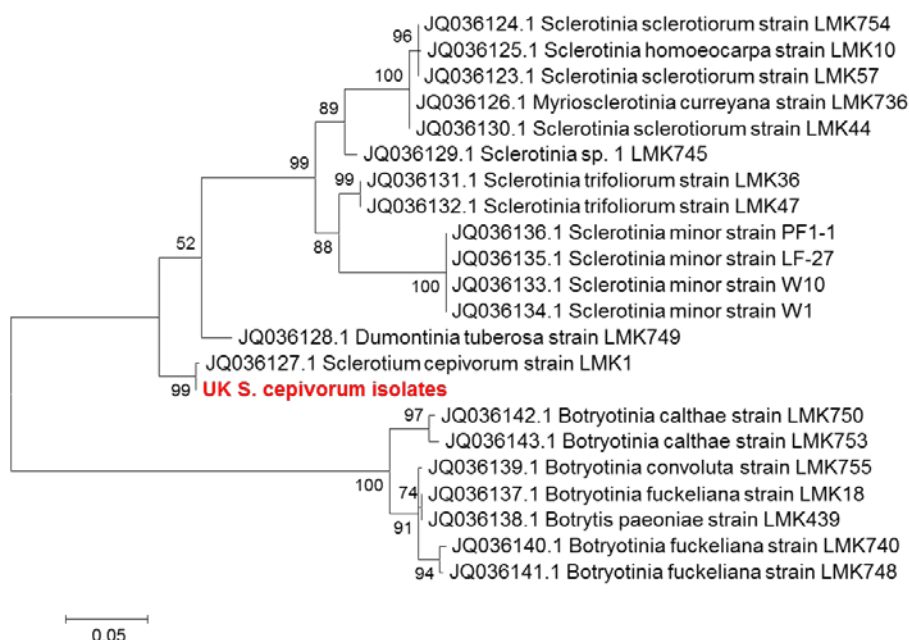 JQ036124.1 Sclerotinia sclerotiorum strain LMK754
96
JQ036125.1 Sclerotinia homoeocarpa strain LMK10
100
JQ036123.1 Sclerotinia sclerotiorum strain LMK57
89
JQ036126.1 Myriosclerotinia curreyana strain LMK736
JQ036130.1 Sclerotinia sclerotiorum strain LMK44
99
JQ036129.1 Sclerotinia sp. 1 LMK745
99
JQ036131.1 Sclerotinia trifoliorum strain LMK36
JQ036132.1 Sclerotinia trifoliorum strain LMK47
52
88
JQ036136.1 Sclerotinia minor strain PF1-1
JQ036135.1 Sclerotinia minor strain LF-27
100
JQ036133.1 Sclerotinia minor strain W10
JQ036134.1 Sclerotinia minor strain W1
JQ036128.1 Dumontinia tuberosa strain LMK749
JQ036127.1 Sclerotium cepivorum strain LMK1
99
UK S. cepivorum isolates
97
JQ036142.1 Botryotinia calthae strain LMK750
JQ036143.1 Botryotinia calthae strain LMK753
100
JQ036139.1 Botryotinia convoluta strain LMK755
74
JQ036137.1 Botryotinia fuckeliana strain LMK18
91
JQ036138.1 Botrytis paeoniae strain LMK439
JQ036140.1 Botryotinia fuckeliana strain LMK740
94
JQ036141.1 Botryotinia fuckeliana strain LMK748
0.05